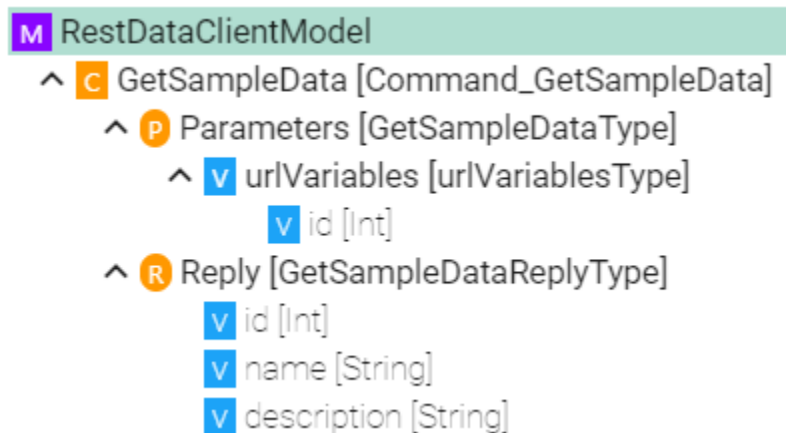 M RestDataClientModel
C GetSampleData [Command_GetSampleData]
P Parameters [GetSampleDataType]
V urlVariables [urlVariablesType]
V id [Int]
R Reply [GetSampleDataReplyType]
V id [Int]
V name [String]
V description [String]